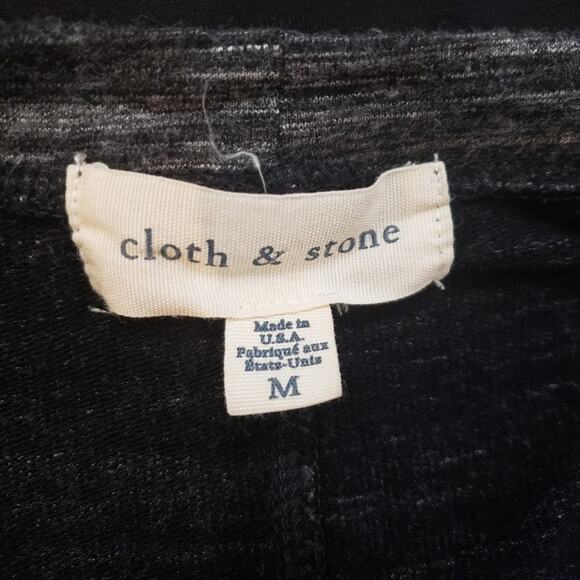 cloth & stone
Made in
U.S.A.
Fabriqué aux
États-Unis
M